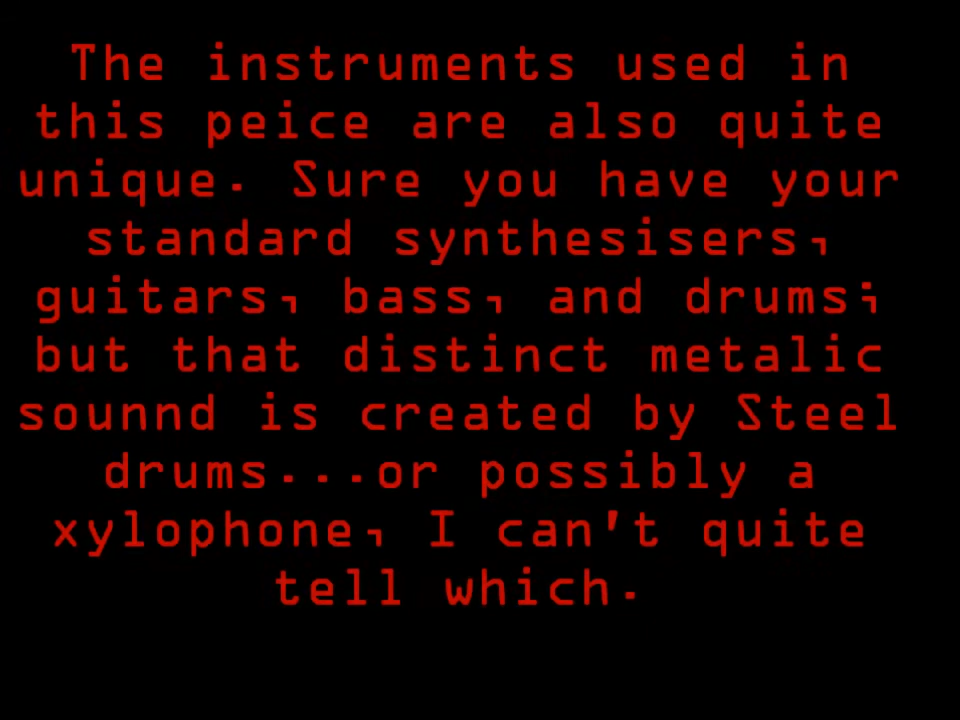 The instruments used in
this peice are also quite
unique. Sure you have your
standard synthesisers,
guitars, bass, and drums;
but that distinct metalic
sounnd is created by Steel
drums...or possibly a
xylophone, I can't quite
tell which.